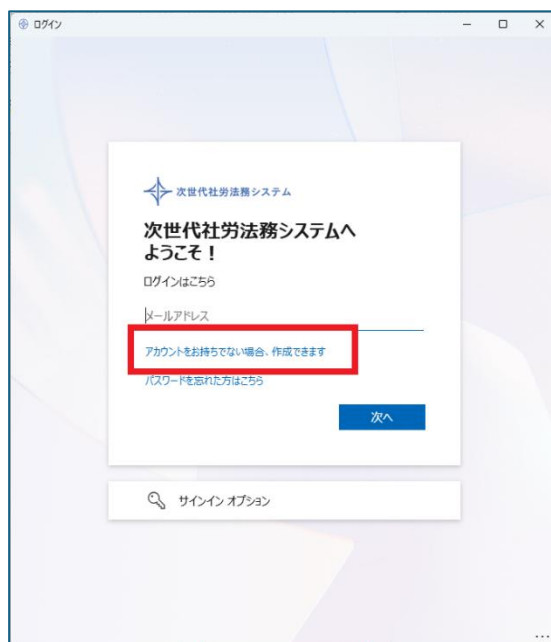 ログイン
次世代社労法務システム
次世代社労法務システムへ
ようこそ！
ログインはこちら
メールアドレス
アカウントをお持ちでない場合、作成できます
パスワードを忘れた方はこちら
次へ
サインイン オプション